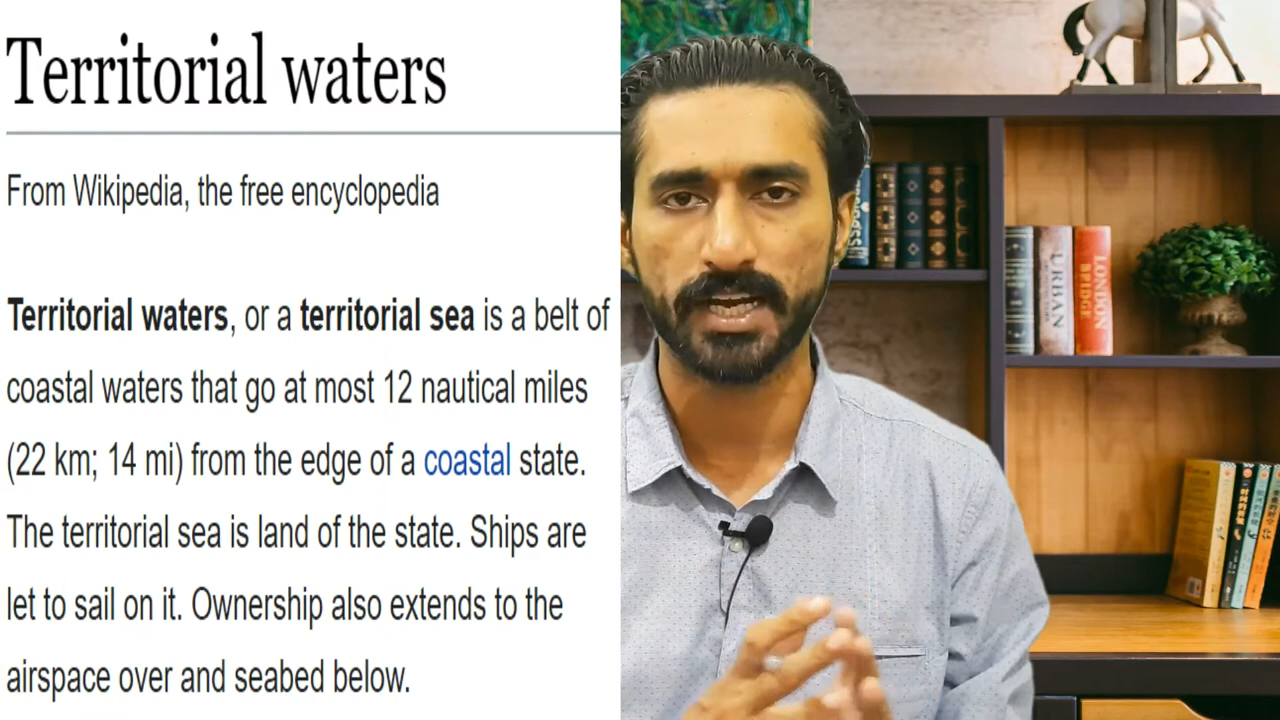 Territorial waters
From Wikipedia, the free encyclopedia
Territorial waters, or a territorial sea is a belt of
coastal waters that go at most 12 nautical miles
(22 km; 14 mi) from the edge of a coastal state.
The territorial sea is land of the state. Ships are
let to sail on it. Ownership also extends to the
airspace over and seabed below.
URBAN
LONDON
BRIDGE